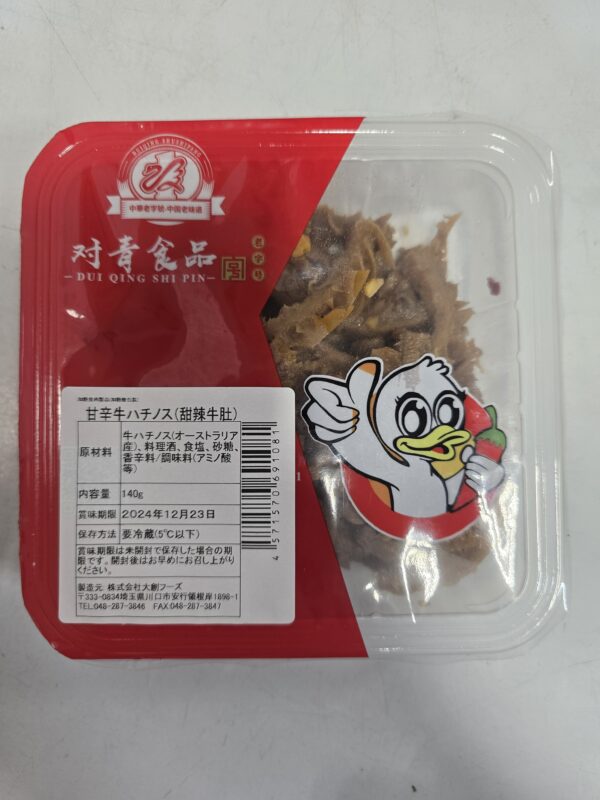 DUIQING SHUSHIFANG
中華老字號·中国老味道
对青食品
老字号
DUI QING SHI PIN
甘辛牛ハチノス(甜辣牛肚)
原材料 牛ハチノス(オーストラリア
産)、料理酒、食塩、砂糖、
香辛料/調味料(アミノ酸
等)
内容量 140g
賞味期限 2024年12月23日
保存方法 要冷蔵(5℃以下)
賞味期限は未開封で保存した場合の期
限です。開封後はお早めにお召し上がり
ください。
製造元 株式会社大創フーズ
〒333-0834埼玉県川口市安行領根岸1898-1
TEL.048-287-3846 FAX.048-287-3847
4571570691081